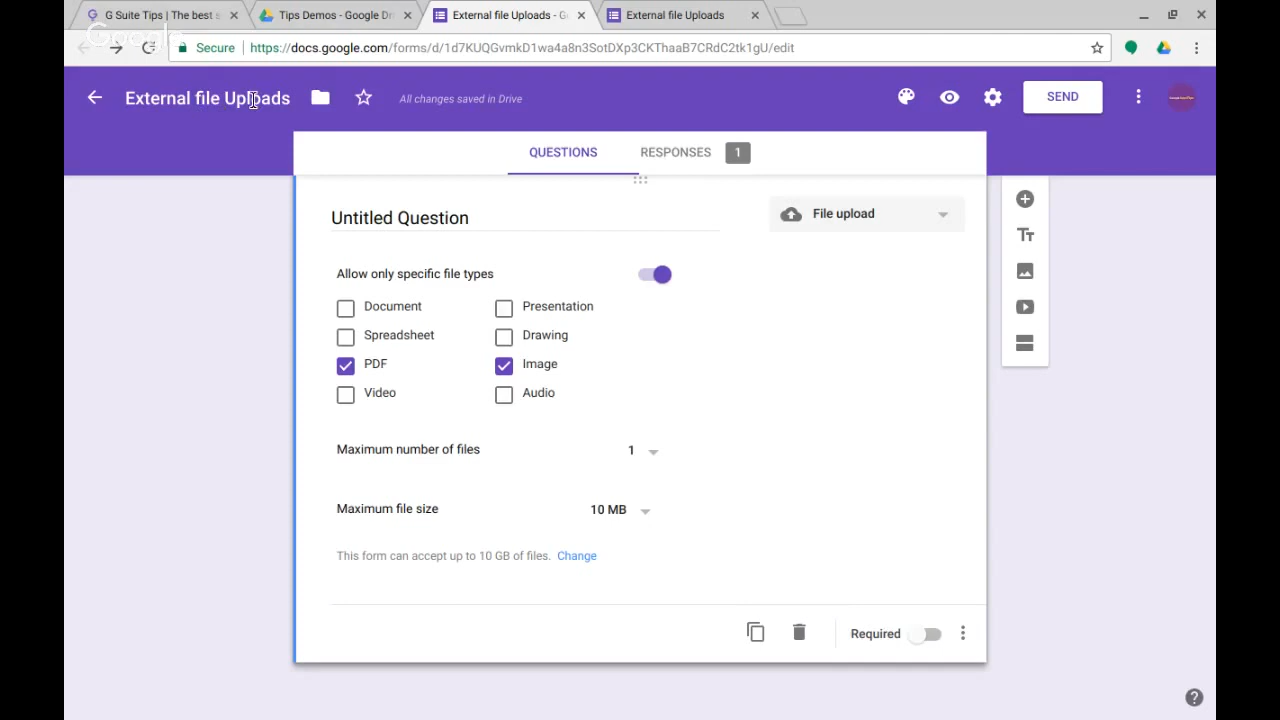 G Suite Tips | The best s
Tips Demos - Google Dr
External file Uploads - Go
External file Uploads
Google
Secure
https://docs.google.com/forms/d/1d7KUQGvmkD1wa4a8n3SotDXp3CKThaaB7CRdC2tk1gU/edit
External file Uploads
All changes saved in Drive
SEND
QUESTIONS
RESPONSES 1
Untitled Question
File upload
Allow only specific file types
Document
Presentation
Spreadsheet
Drawing
PDF
Image
Video
Audio
Maximum number of files
1
Maximum file size
10 MB
This form can accept up to 10 GB of files. Change
Required